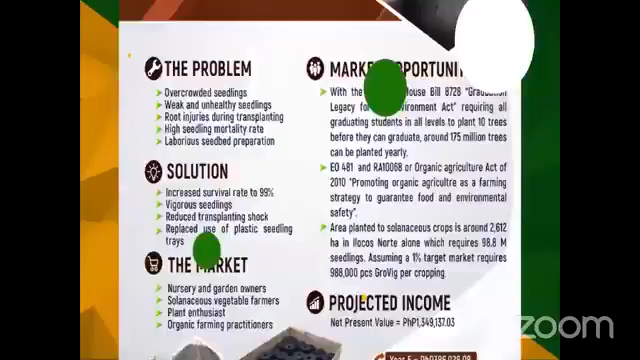 THE PROBLEM
Overcrowded seedlings
Weak and unhealthy seedlings
Root injuries during transplanting
High seedling mortality rate
Laborious seedbed preparation
SOLUTION
Increased survival rate to 99%
Vigorous seedlings
Reduced transplanting shock
Replaced use of plastic seedling
trays
THE MARKET
Nursery and garden owners
Solanaceous vegetable farmers
Plant enthusiast
Organic farming practitioners
With the House Bill 8728 "Graduation
Legacy for Environment Act" requiring all
graduating students in all levels to plant 10 trees
before they can graduate, around 175 million trees
can be planted yearly.
EO 481 and RA10068 or Organic agriculture Act of
2010 "Promoting organic agricultre as a farming
strategy to guarantee food and environmental
safety".
Area planted to solanaceous crops is around 2,612
ha in Ilocos Norte alone which requires 98.8 M
seedlings. Assuming a 1% target market requires
988,000 pcs GroVig per cropping
PROJECTED INCOME
Net Present Value = PhP1,349,137.03
zoom